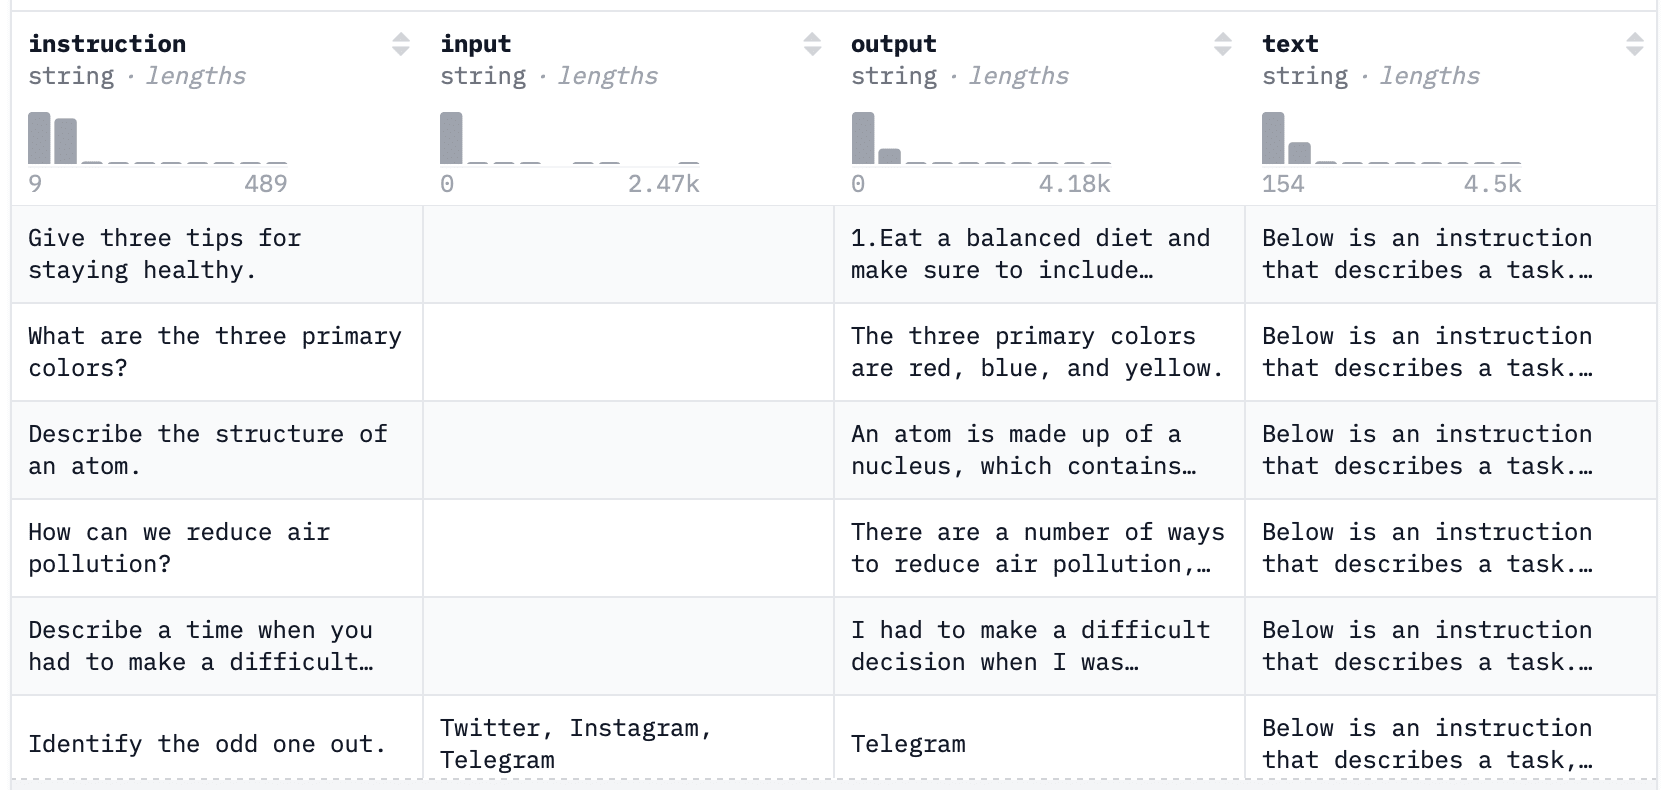 instruction
string · lengths
9 489
input
string · lengths
0 2.47k
output
string · lengths
0 4.18k
text
string · lengths
154 4.5k
Give three tips for
staying healthy.
1.Eat a balanced diet and
make sure to include…
Below is an instruction
that describes a task.…
What are the three primary
colors?
The three primary colors
are red, blue, and yellow.
Below is an instruction
that describes a task.…
Describe the structure of
an atom.
An atom is made up of a
nucleus, which contains…
Below is an instruction
that describes a task.…
How can we reduce air
pollution?
There are a number of ways
to reduce air pollution,…
Below is an instruction
that describes a task.…
Describe a time when you
had to make a difficult…
I had to make a difficult
decision when I was…
Below is an instruction
that describes a task.…
Identify the odd one out.
Twitter, Instagram,
Telegram
Telegram
Below is an instruction
that describes a task,…